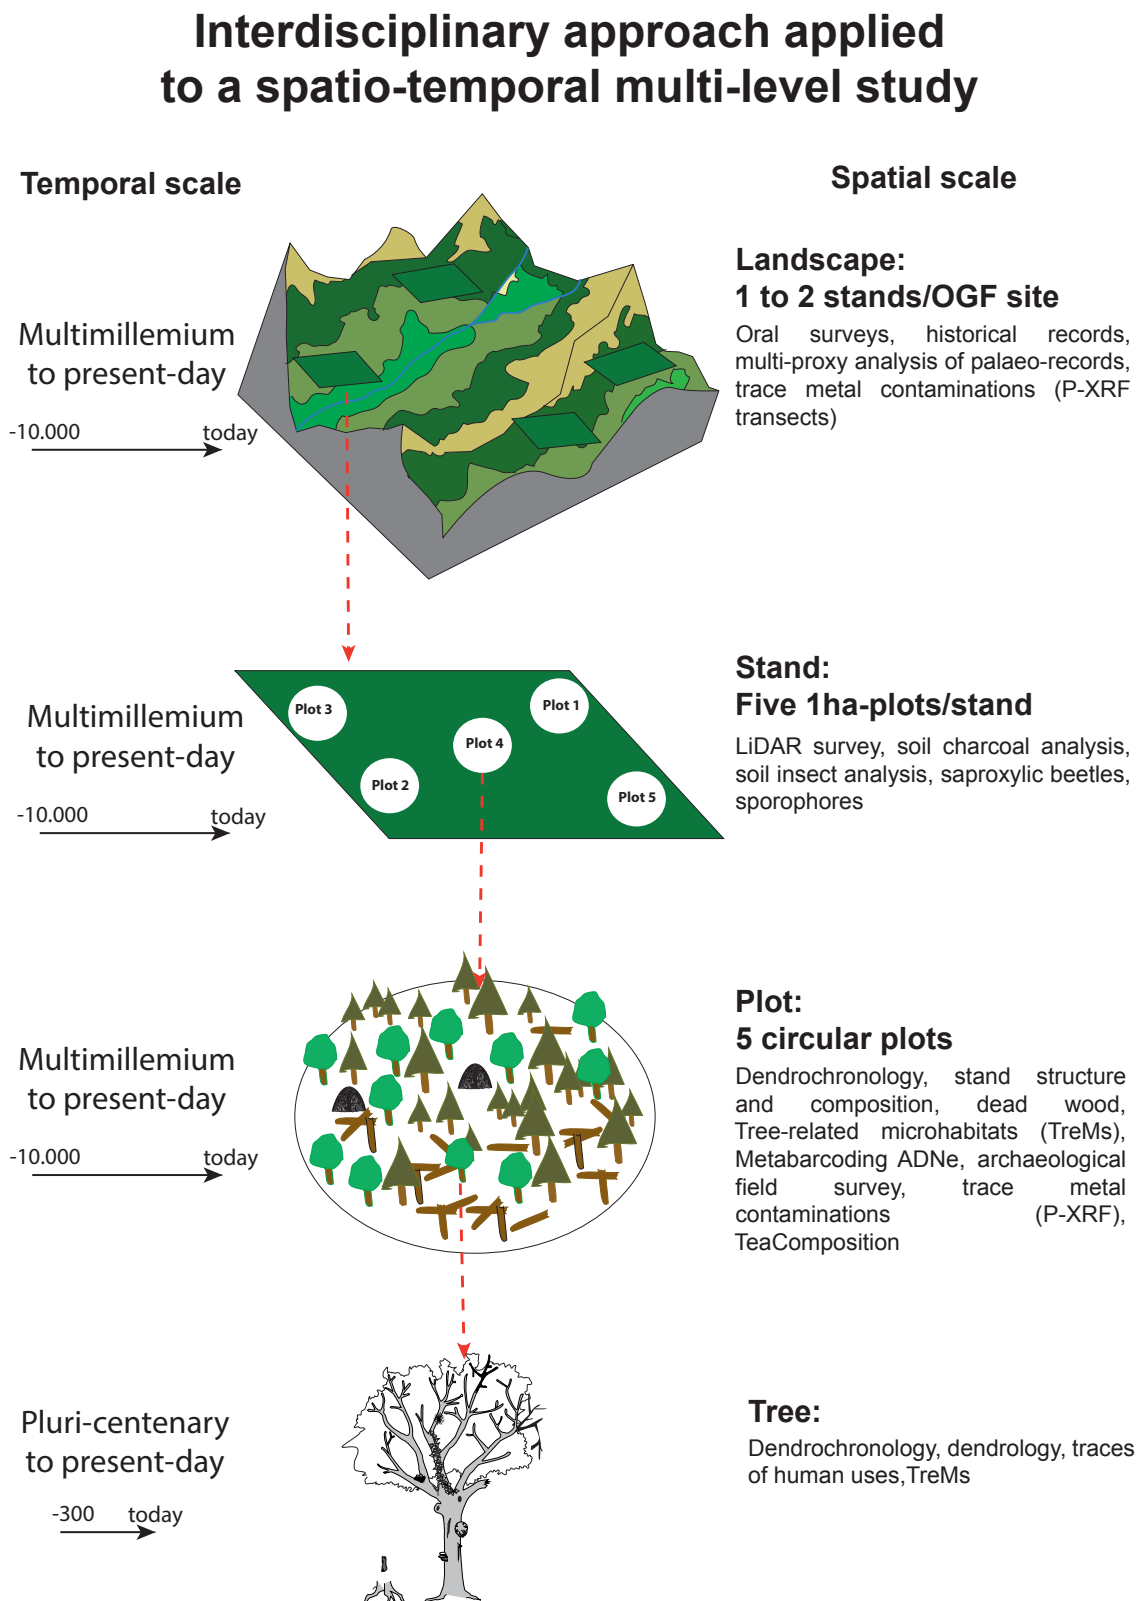 Interdisciplinary approach applied
to a spatio-temporal multi-level study
Temporal scale
Spatial scale
Multimillemium
to present-day
-10.000 today
Landscape:
1 to 2 stands/OGF site
Oral surveys, historical records,
multi-proxy analysis of palaeo-records,
trace metal contaminations (P-XRF
transects)
Multimillemium
to present-day
-10.000 today
Plot 3
Plot 1
Plot 4
Plot 2
Plot 5
Stand:
Five 1ha-plots/stand
LiDAR survey, soil charcoal analysis,
soil insect analysis, saproxylic beetles,
sporophores
Multimillemium
to present-day
-10.000 today
Plot:
5 circular plots
Dendrochronology, stand structure
and composition, dead wood,
Tree-related microhabitats (TreMs),
Metabarcoding ADNe, archaeological
field survey, trace metal
contaminations (P-XRF),
TeaComposition
Pluri-centenary
to present-day
-300 today
Tree:
Dendrochronology, dendrology, traces
of human uses,TreMs